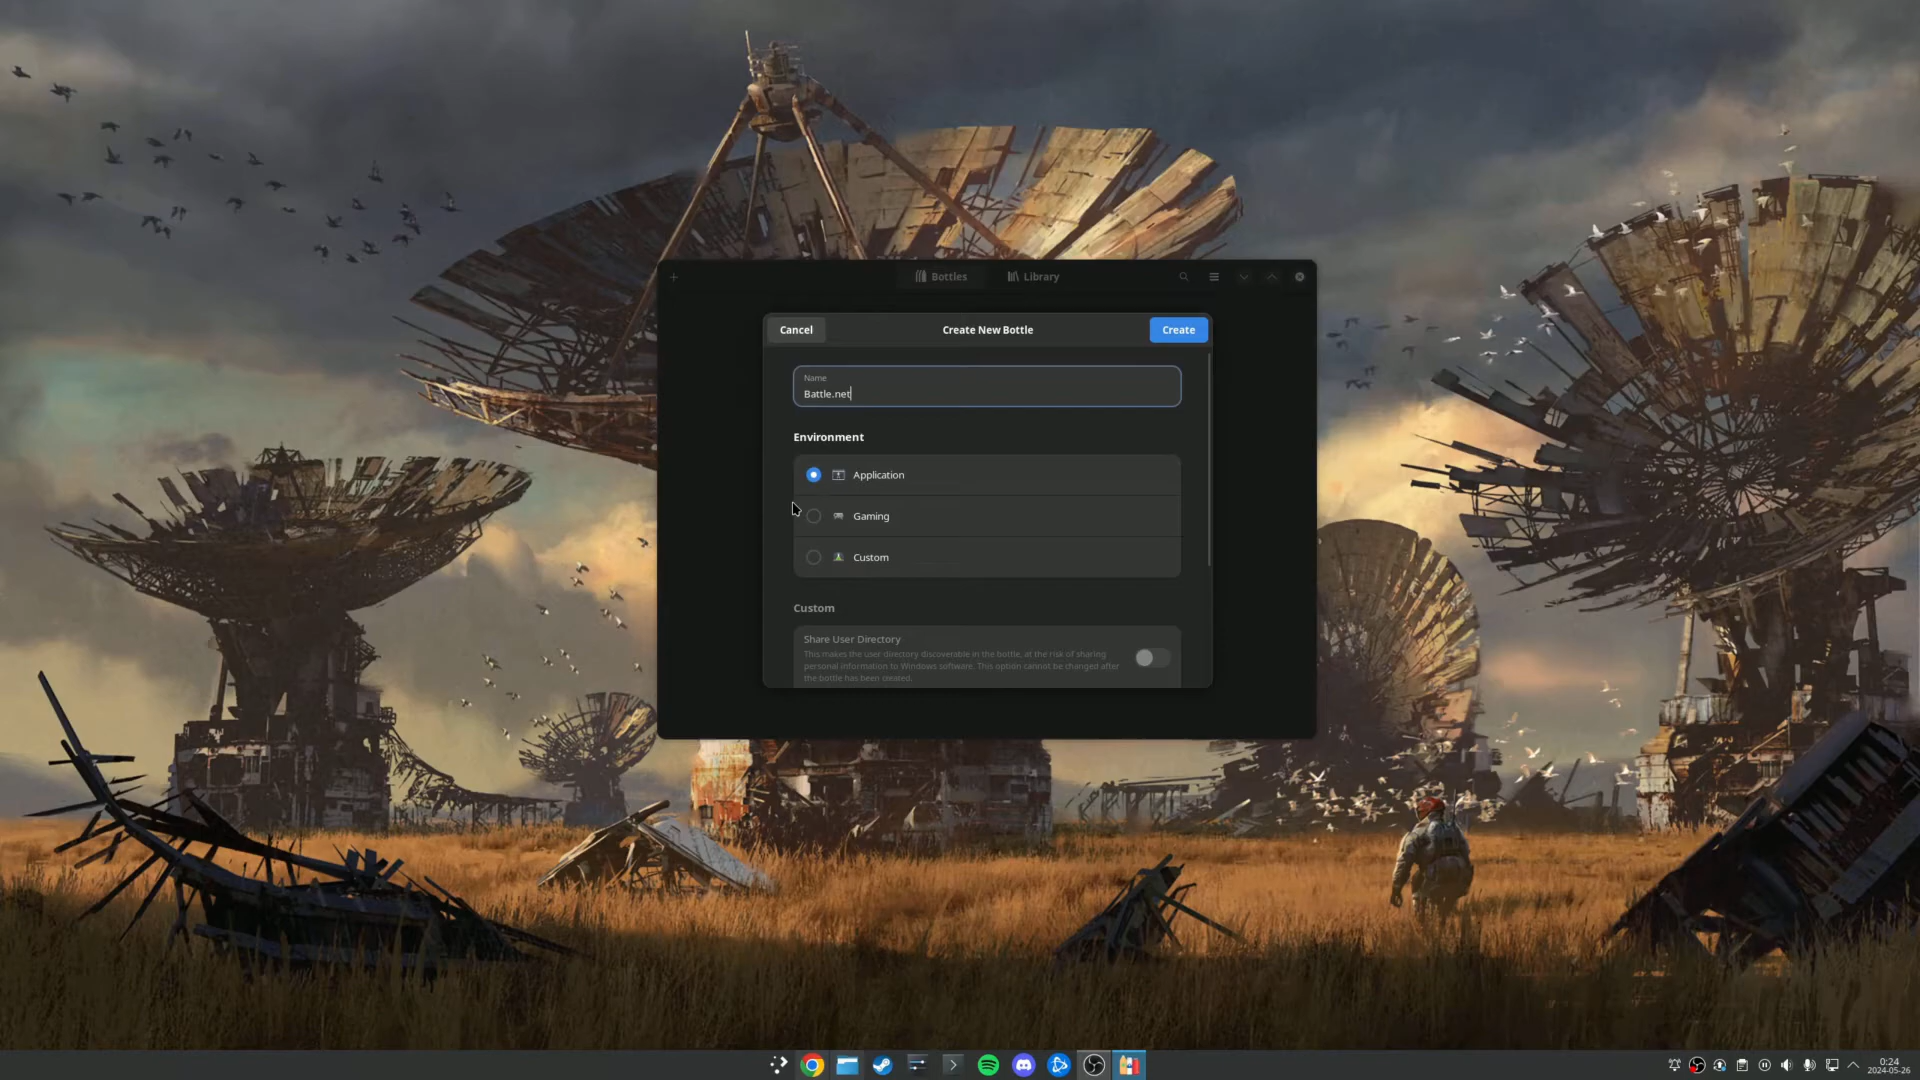 Bottles
Library
Cancel
Create New Bottle
Create
Name
Battle.net
Environment
Application
Gaming
Custom
Custom
Share User Directory
This makes the user directory discoverable in the bottle, at the risk of sharing
personal information to Windows software. This option cannot be changed after
the bottle has been created.
0:24
2024-05-26